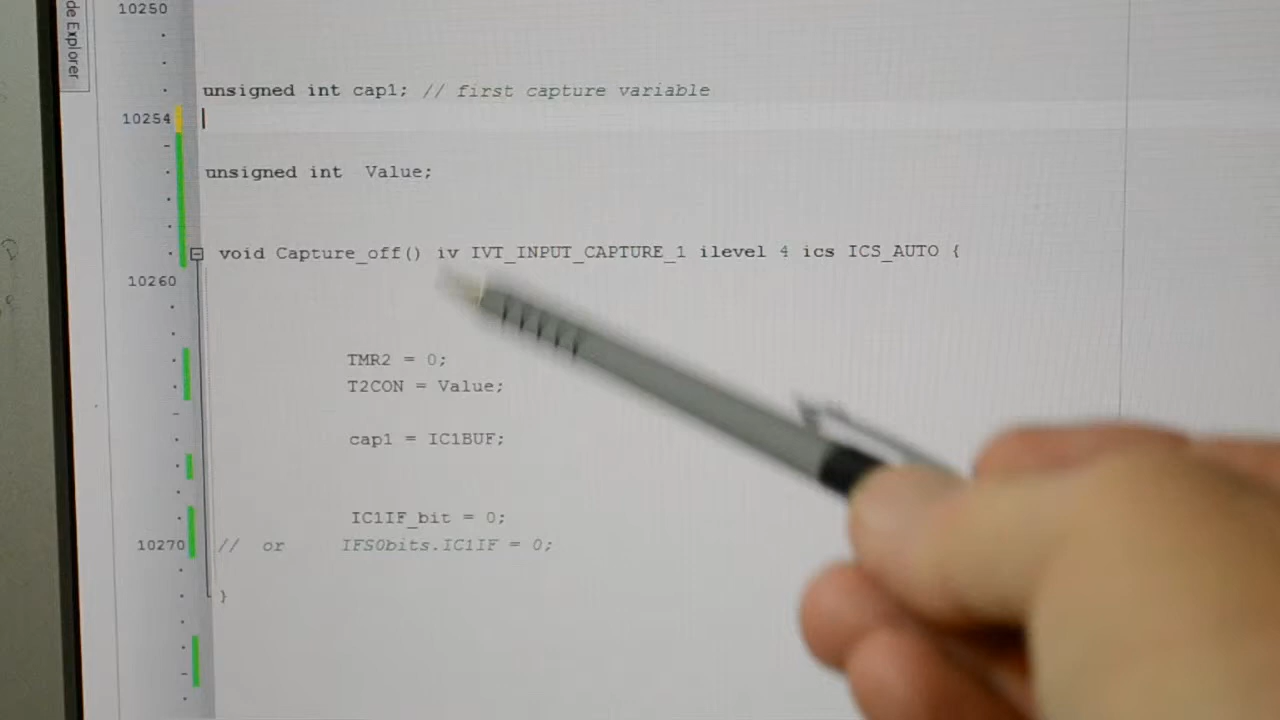 de Explorer
10250
unsigned int cap1; // first capture variable
10254
unsigned int  Value;
void Capture_off() iv IVT_INPUT_CAPTURE_1 ilevel 4 ics ICS_AUTO {
10260
TMR2 = 0;
T2CON = Value;
cap1 = IC1BUF;
IC1IF_bit = 0;
10270 //  or     IFS0bits.IC1IF = 0;
}